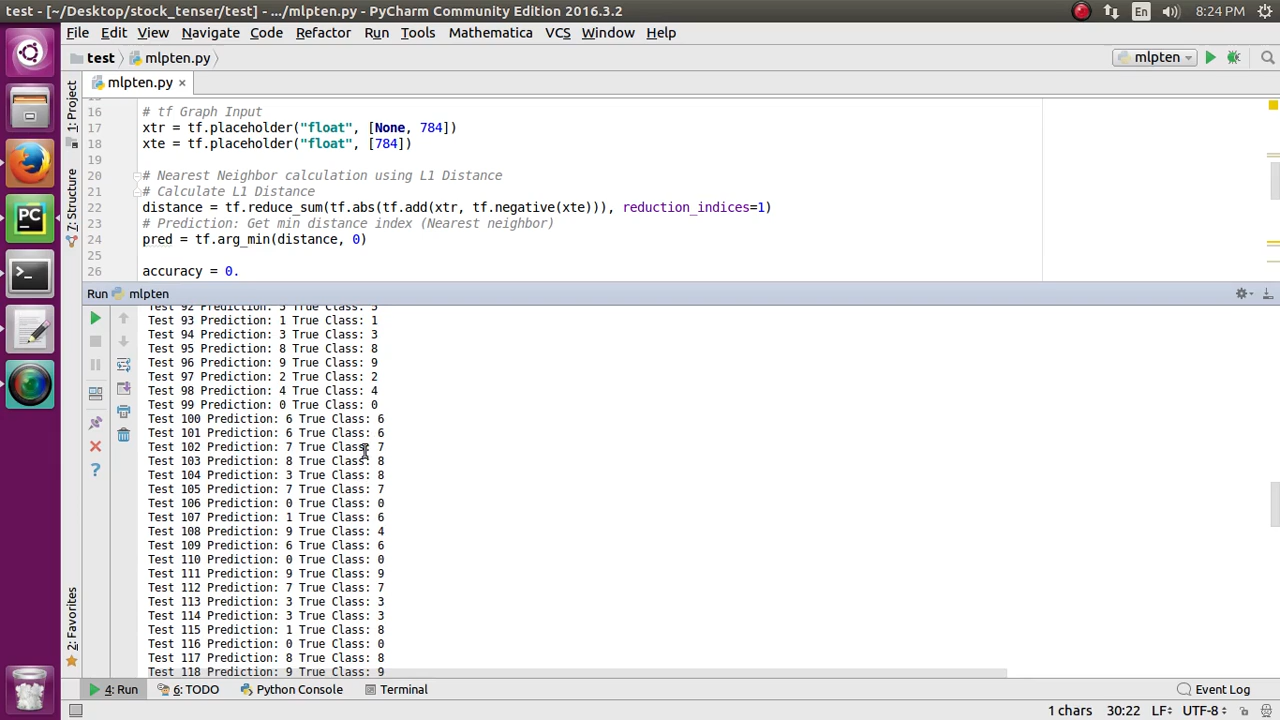 test - [~/Desktop/stock_tenser/test] - .../mlpten.py - PyCharm Community Edition 2016.3.2
En
8:24 PM
File Edit View Navigate Code Refactor Run Tools Mathematica VCS Window Help
test mlpten.py
mlpten
mlpten.py
1: Project
7: Structure
2: Favorites
16 # tf Graph Input
17 xtr = tf.placeholder("float", [None, 784])
18 xte = tf.placeholder("float", [784])
19
20 # Nearest Neighbor calculation using L1 Distance
21 # Calculate L1 Distance
22 distance = tf.reduce_sum(tf.abs(tf.add(xtr, tf.negative(xte))), reduction_indices=1)
23 # Prediction: Get min distance index (Nearest neighbor)
24 pred = tf.arg_min(distance, 0)
25
26 accuracy = 0.
Run mlpten
Test 92 Prediction: True Class:
Test 93 Prediction: 1 True Class: 1
Test 94 Prediction: 3 True Class: 3
Test 95 Prediction: 8 True Class: 8
Test 96 Prediction: 9 True Class: 9
Test 97 Prediction: 2 True Class: 2
Test 98 Prediction: 4 True Class: 4
Test 99 Prediction: 0 True Class: 0
Test 100 Prediction: 6 True Class: 6
Test 101 Prediction: 6 True Class: 6
Test 102 Prediction: 7 True Class: 7
Test 103 Prediction: 8 True Class: 8
Test 104 Prediction: 3 True Class: 8
Test 105 Prediction: 7 True Class: 7
Test 106 Prediction: 0 True Class: 0
Test 107 Prediction: 1 True Class: 6
Test 108 Prediction: 9 True Class: 4
Test 109 Prediction: 6 True Class: 6
Test 110 Prediction: 0 True Class: 0
Test 111 Prediction: 9 True Class: 9
Test 112 Prediction: 7 True Class: 7
Test 113 Prediction: 3 True Class: 3
Test 114 Prediction: 3 True Class: 3
Test 115 Prediction: 1 True Class: 8
Test 116 Prediction: 0 True Class: 0
Test 117 Prediction: 8 True Class: 8
Test 118 Prediction: 9 True Class: 9
4: Run 6: TODO Python Console Terminal Event Log
1 chars 30:22 LF÷ UTF-8÷